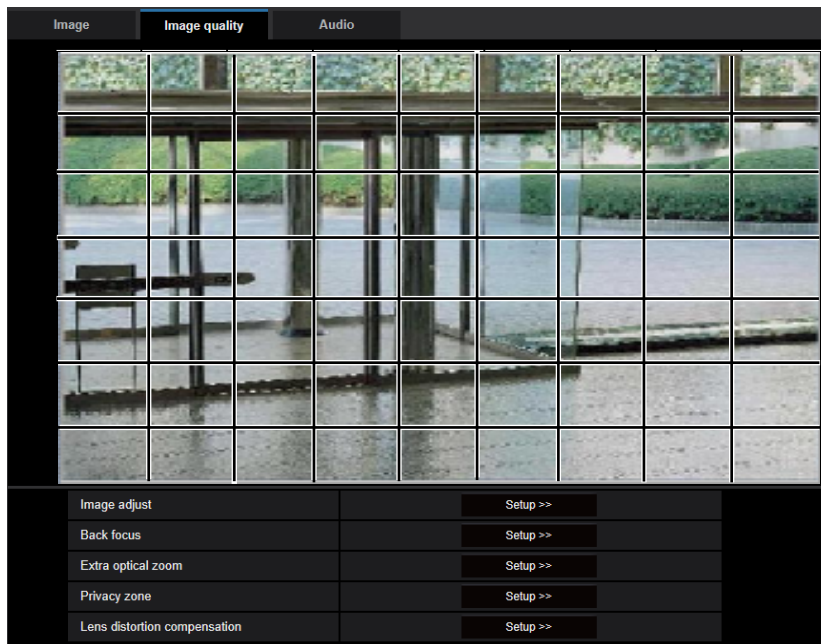 Image Image quality Audio
Image adjust Setup >>
Back focus Setup >>
Extra optical zoom Setup >>
Privacy zone Setup >>
Lens distortion compensation Setup >>